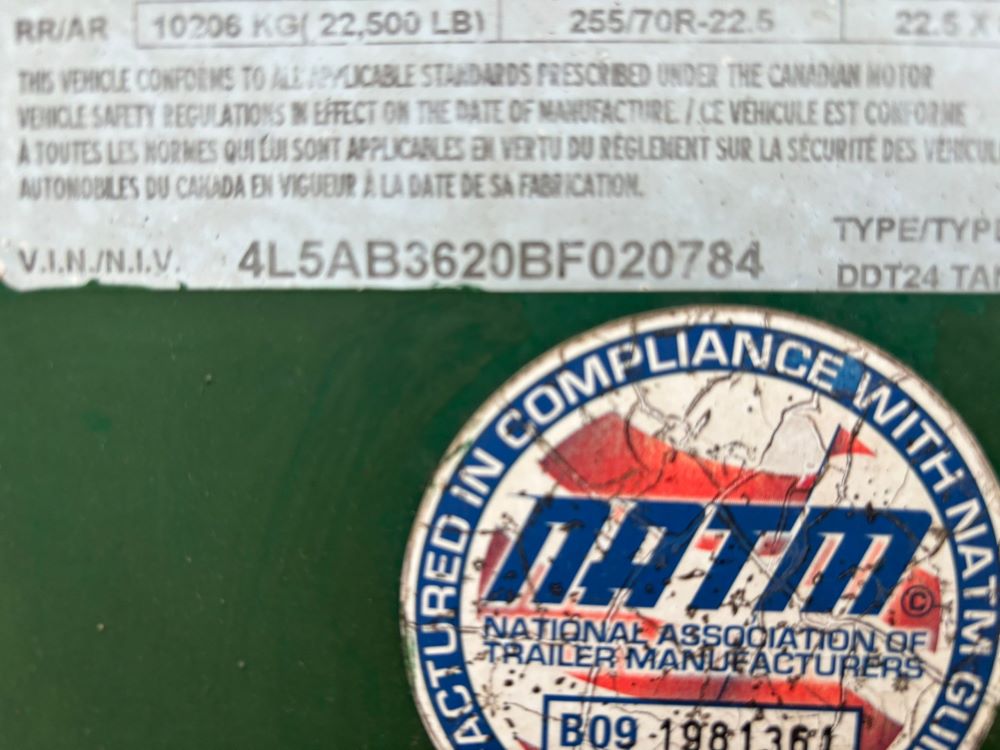 RR/AR 10206 KG( 22,500 LB) 255/70R-22.5 22.5 X
THIS VEHICLE CONFORMS TO ALL APPLICABLE STANDARDS PRESCRIBED UNDER THE CANADIAN MOTOR
VEHICLE SAFETY REGULATIONS IN EFFECT ON THE DATE OF MANUFACTURE. / CE VÉHICULE EST CONFORME
À TOUTES LES NORMES QUI LUI SONT APPLICABLES EN VERTU DU RÈGLEMENT SUR LA SÉCURITÉ DES VÉHICUL
AUTOMOBILES DU CANADA EN VIGUEUR À LA DATE DE SA FABRICATION.
TYPE/TYPE
V.I.N./N.I.V. 4L5AB3620BF020784
DDT24 TAN
ACTURED IN COMPLIANCE WITH NATM GUI
NATM ©
NATIONAL ASSOCIATION OF
TRAILER MANUFACTURERS
B09 1981361